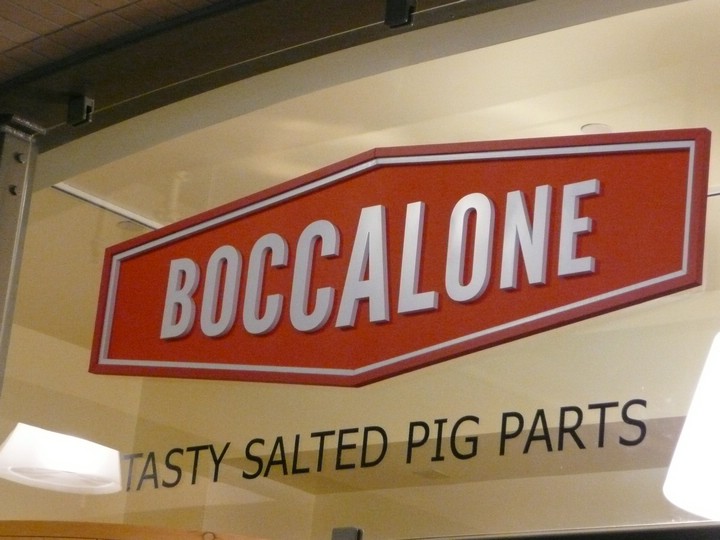 BOCCALONE
TASTY SALTED PIG PARTS